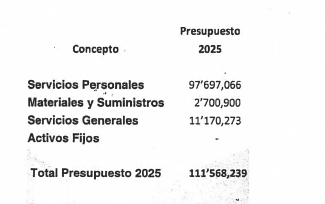 Presupuesto
Concepto 2025
Servicios Personales 97'697,066
Materiales y Suministros 2'700,900
Servicios Generales 11'170,273
Activos Fijos -
Total Presupuesto 2025 111'568,239